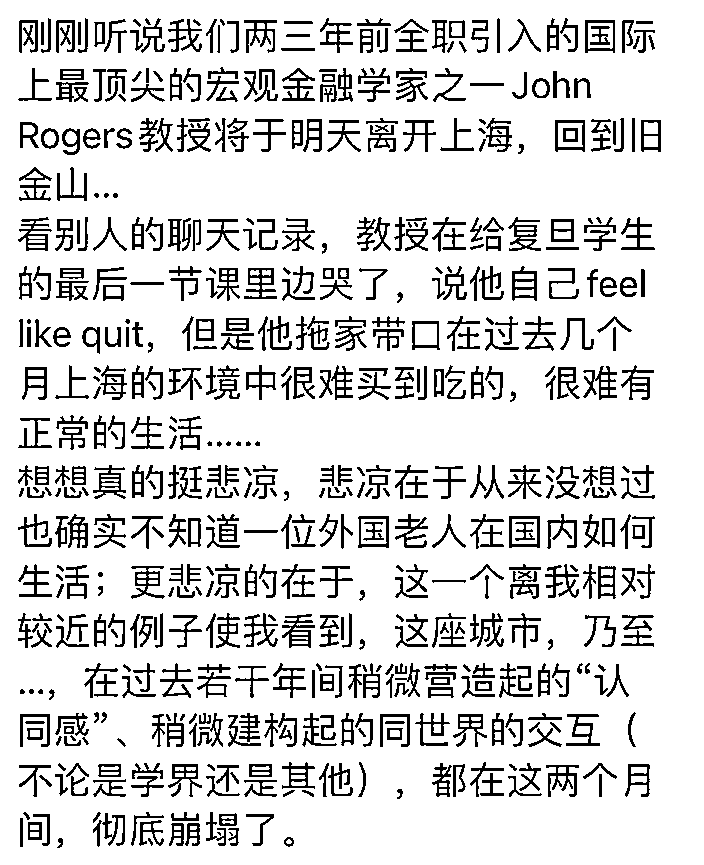 刚刚听说我们两三年前全职引入的国际
上最顶尖的宏观金融学家之一John
Rogers教授将于明天离开上海，回到旧
金山...
看别人的聊天记录，教授在给复旦学生
的最后一节课里边哭了，说他自己feel
like quit，但是他拖家带口在过去几个
月上海的环境中很难买到吃的，很难有
正常的生活......
想想真的挺悲凉，悲凉在于从来没想过
也确实不知道一位外国老人在国内如何
生活；更悲凉的在于，这一个离我相对
较近的例子使我看到，这座城市，乃至
...，在过去若干年间稍微营造起的“认
同感”、稍微建构起的同世界的交互（
不论是学界还是其他），都在这两个月
间，彻底崩塌了。